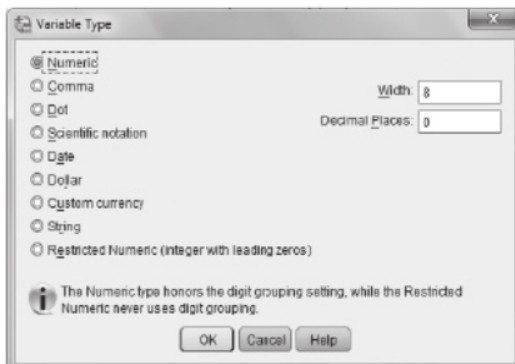 Variable Type
Numeric
Comma
Width: 8
Dot
Decimal Places: 0
Scientific notation
Date
Dollar
Custom currency
String
Restricted Numeric (integer with leading zeros)
The Numeric type honors the digit grouping setting, while the Restricted
Numeric never uses digit grouping.
OK Cancel Help